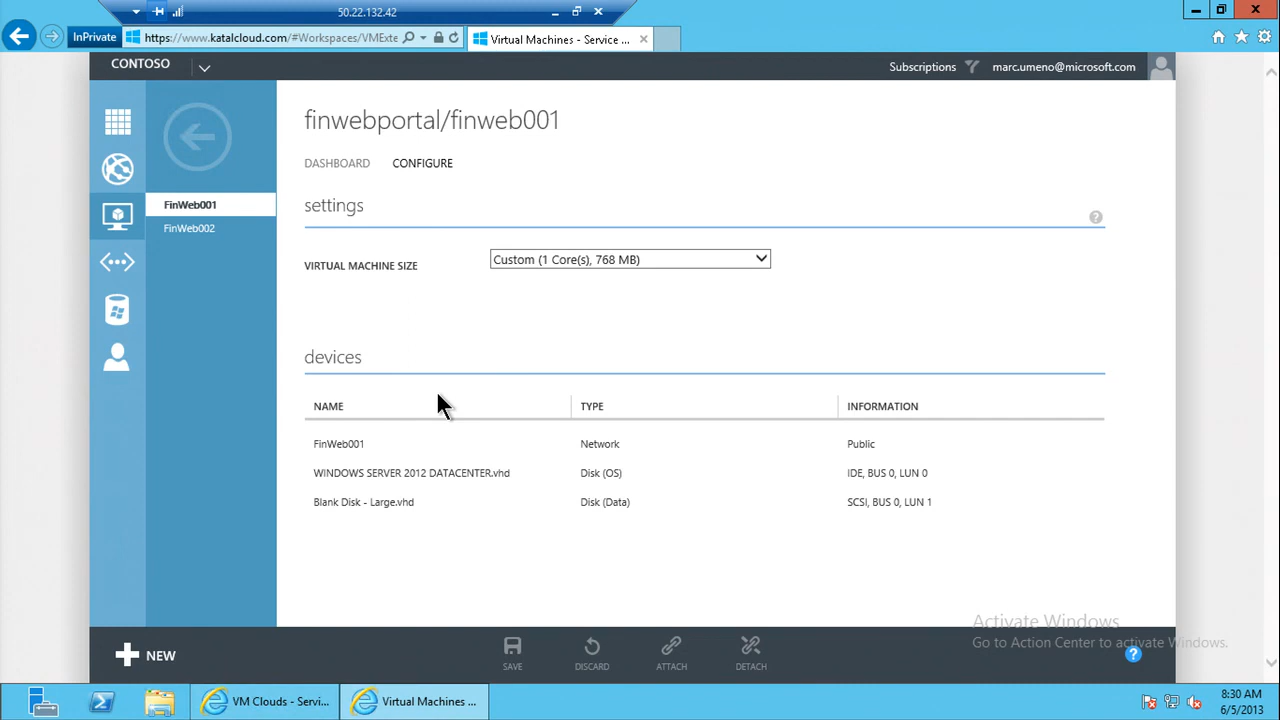 50.22.132.42
InPrivate
https://www.katalcloud.com/#Workspaces/VMExte
Virtual Machines - Service ...
CONTOSO
Subscriptions
marc.umeno@microsoft.com
finwebportal/finweb001
DASHBOARD
CONFIGURE
FinWeb001
FinWeb002
settings
?
VIRTUAL MACHINE SIZE
Custom (1 Core(s), 768 MB)
devices
NAME TYPE INFORMATION
FinWeb001 Network Public
WINDOWS SERVER 2012 DATACENTER.vhd Disk (OS) IDE, BUS 0, LUN 0
Blank Disk - Large.vhd Disk (Data) SCSI, BUS 0, LUN 1
Activate Windows
Go to Action Center to activate Windows.
NEW
SAVE
DISCARD
ATTACH
DETACH
?
VM Clouds - Servi...
Virtual Machines ...
8:30 AM
6/5/2013